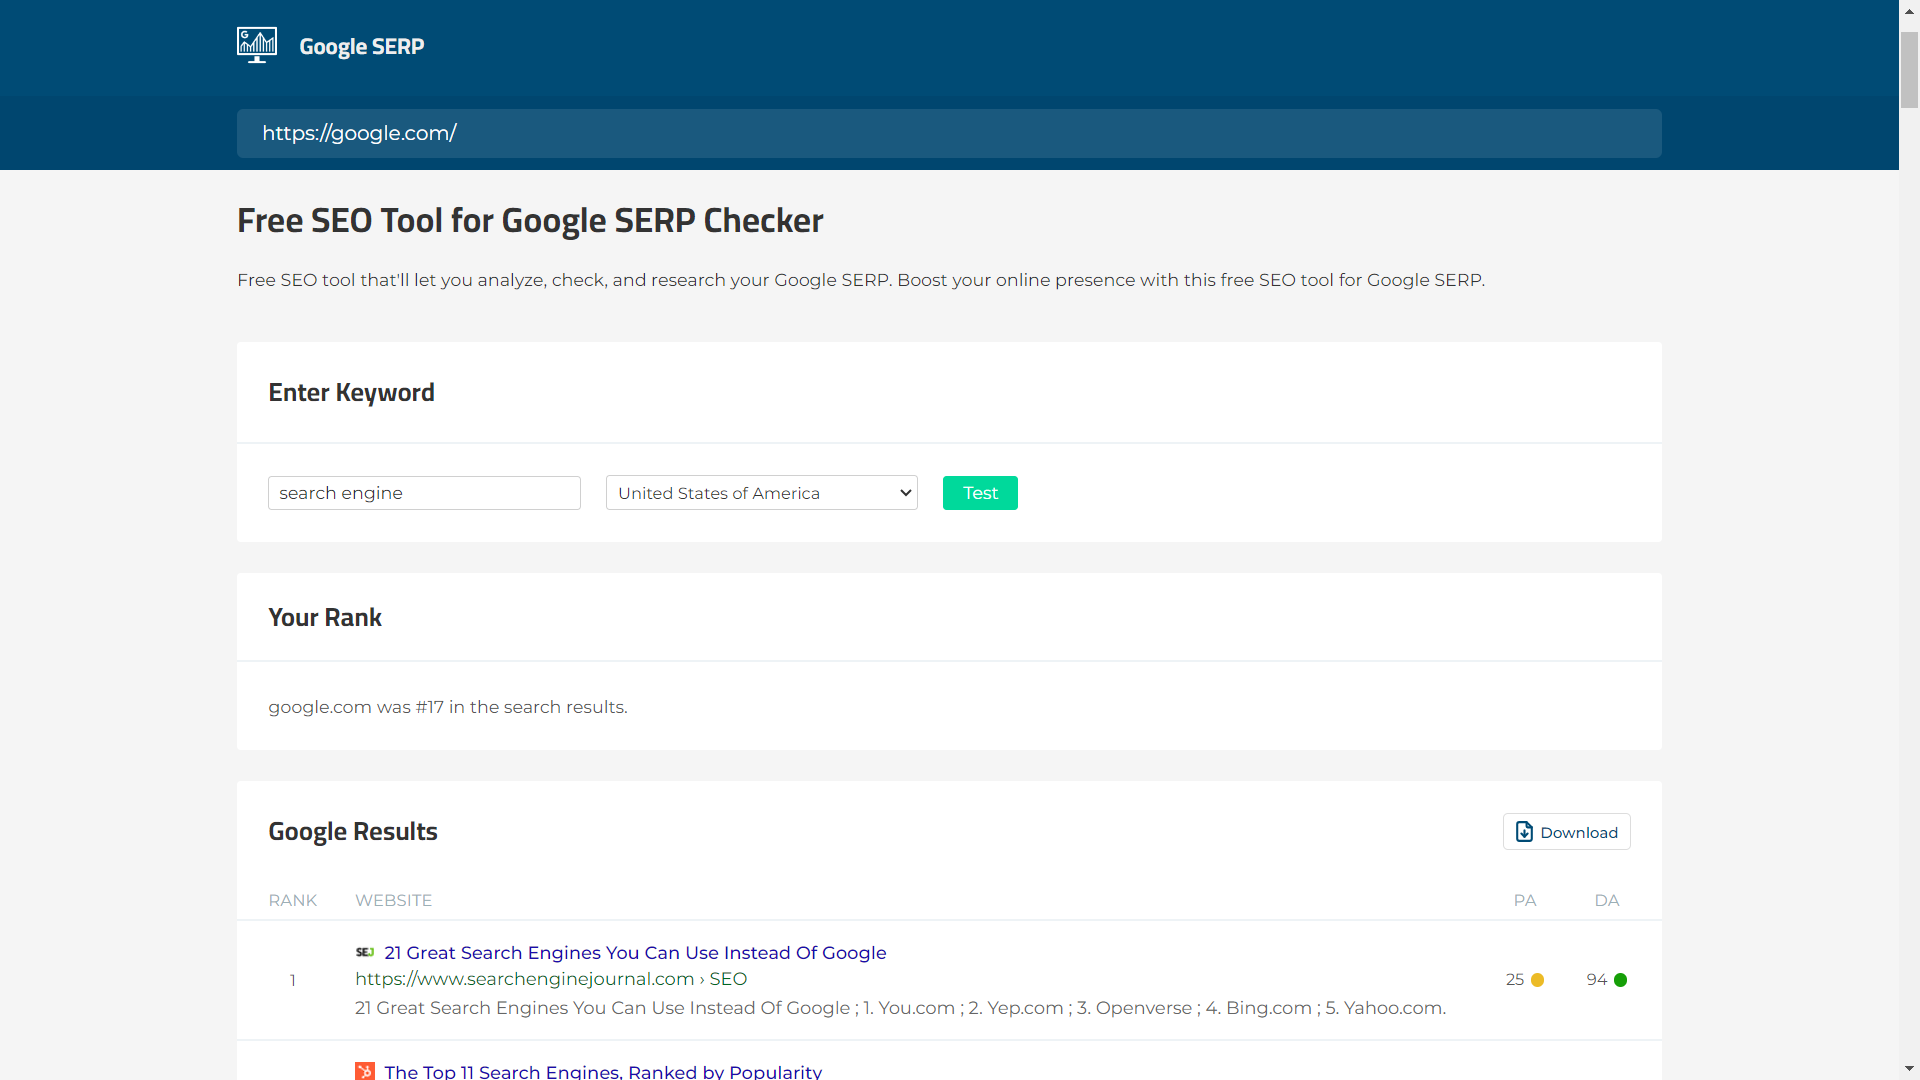 Google SERP
https://google.com/
Free SEO Tool for Google SERP Checker
Free SEO tool that'll let you analyze, check, and research your Google SERP. Boost your online presence with this free SEO tool for Google SERP.
Enter Keyword
search engine
United States of America
Test
Your Rank
google.com was #17 in the search results.
Google Results
Download
RANK WEBSITE PA DA
SEJ 21 Great Search Engines You Can Use Instead Of Google
https://www.searchenginejournal.com › SEO
1 25 94
21 Great Search Engines You Can Use Instead Of Google ; 1. You.com ; 2. Yep.com ; 3. Openverse ; 4. Bing.com ; 5. Yahoo.com.
The Top 11 Search Engines, Ranked by Popularity